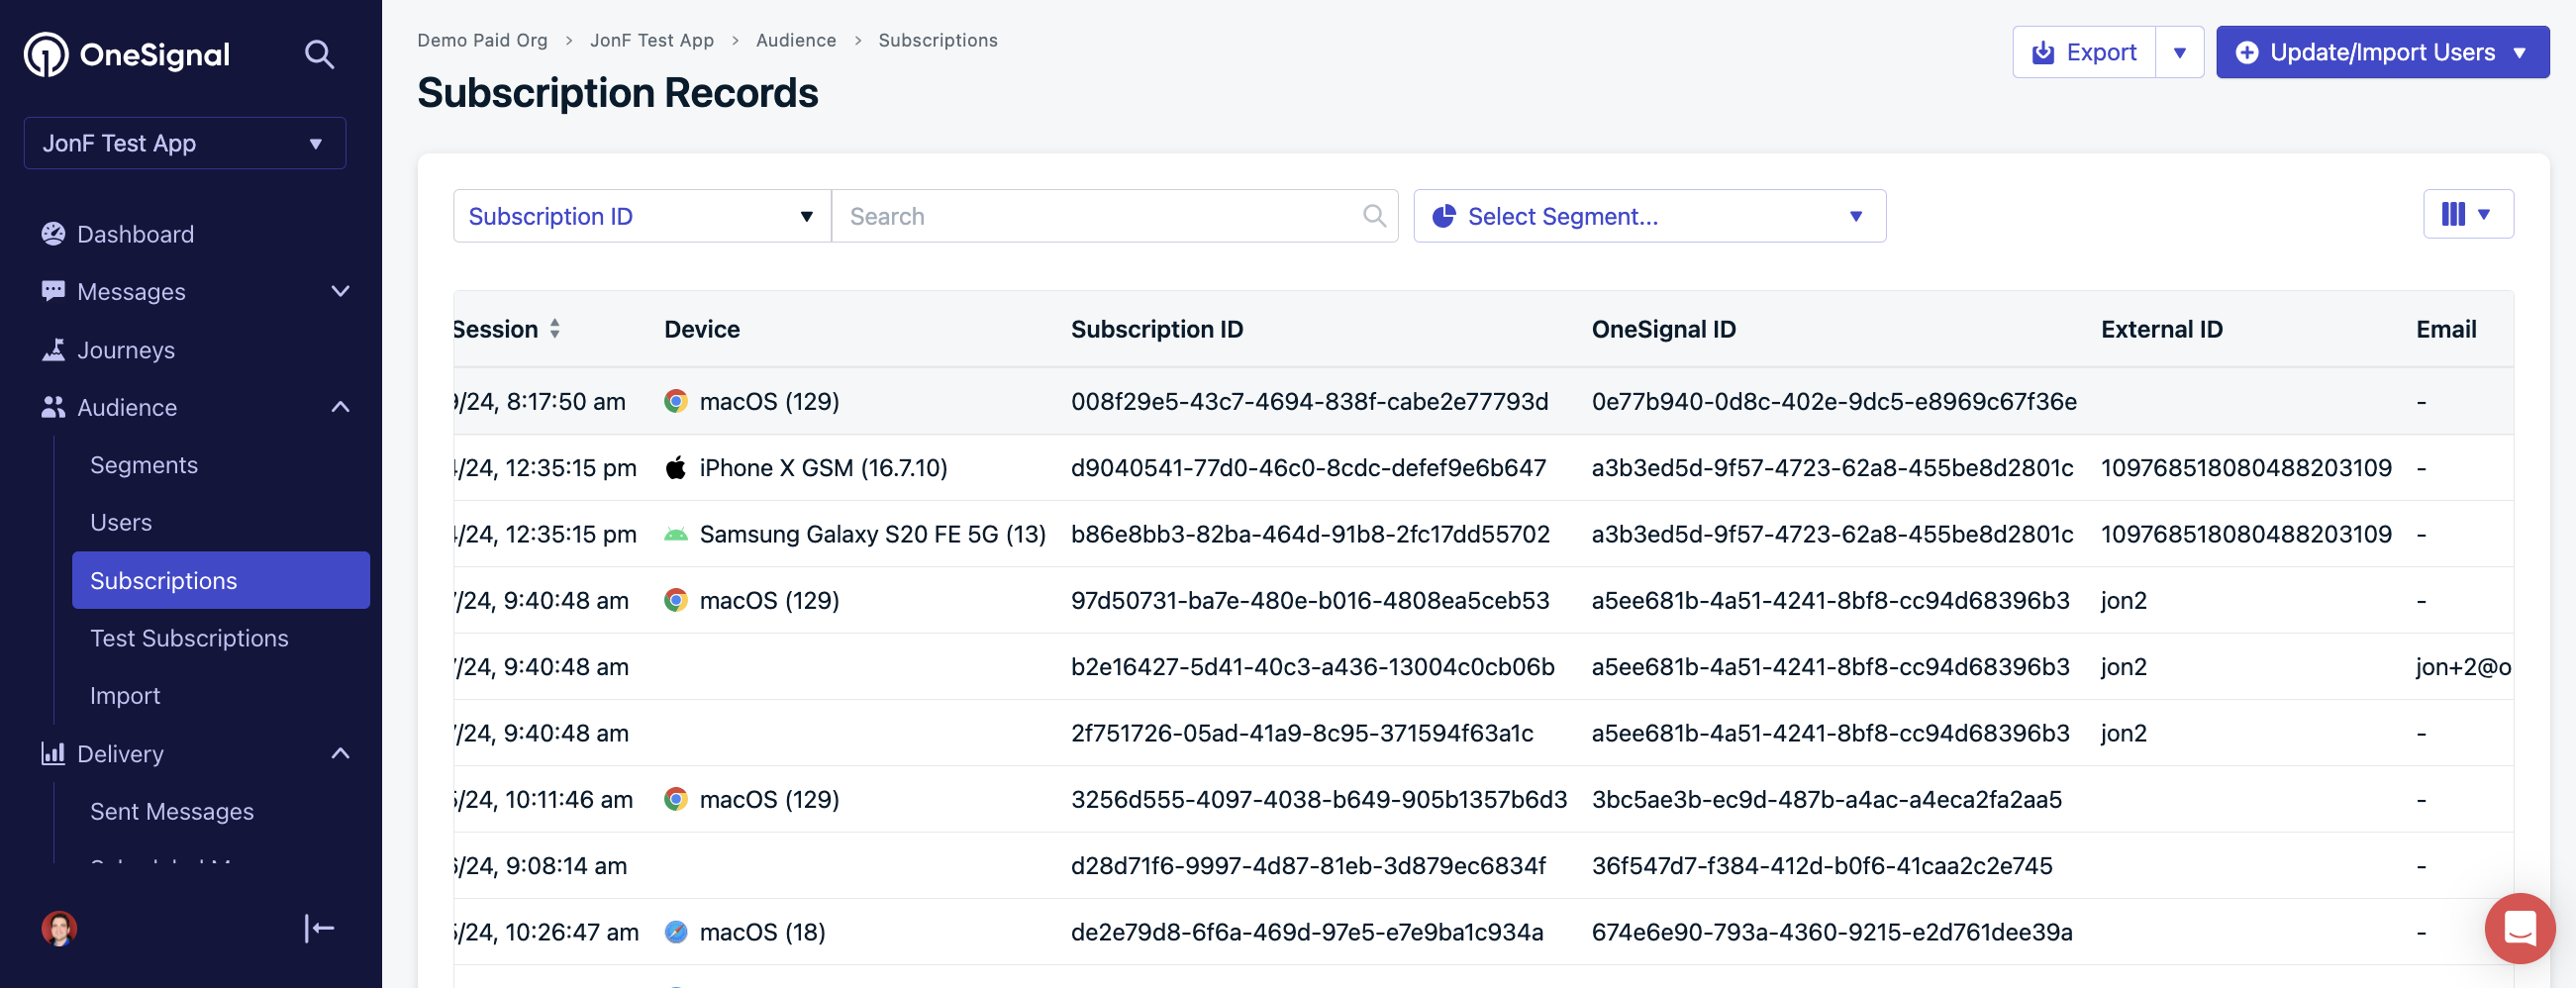 OneSignal
JonF Test App
Dashboard
Messages
Journeys
Audience
Segments
Users
Subscriptions
Test Subscriptions
Import
Delivery
Sent Messages
Demo Paid Org > JonF Test App > Audience > Subscriptions
Subscription Records
Export
Update/Import Users
Subscription ID
Search
Select Segment...
Session Device Subscription ID OneSignal ID External ID Email
/24, 8:17:50 am macOS (129) 008f29e5-43c7-4694-838f-cabe2e77793d 0e77b940-0d8c-402e-9dc5-e8969c67f36e -
/24, 12:35:15 pm iPhone X GSM (16.7.10) d9040541-77d0-46c0-8cdc-defef9e6b647 a3b3ed5d-9f57-4723-62a8-455be8d2801c 109768518080488203109 -
/24, 12:35:15 pm Samsung Galaxy S20 FE 5G (13) b86e8bb3-82ba-464d-91b8-2fc17dd55702 a3b3ed5d-9f57-4723-62a8-455be8d2801c 109768518080488203109 -
/24, 9:40:48 am macOS (129) 97d50731-ba7e-480e-b016-4808ea5ceb53 a5ee681b-4a51-4241-8bf8-cc94d68396b3 jon2 -
/24, 9:40:48 am b2e16427-5d41-40c3-a436-13004c0cb06b a5ee681b-4a51-4241-8bf8-cc94d68396b3 jon2 jon+2@o
/24, 9:40:48 am 2f751726-05ad-41a9-8c95-371594f63a1c a5ee681b-4a51-4241-8bf8-cc94d68396b3 jon2 -
/24, 10:11:46 am macOS (129) 3256d555-4097-4038-b649-905b1357b6d3 3bc5ae3b-ec9d-487b-a4ac-a4eca2fa2aa5 -
/24, 9:08:14 am d28d71f6-9997-4d87-81eb-3d879ec6834f 36f547d7-f384-412d-b0f6-41caa2c2e745 -
/24, 10:26:47 am macOS (18) de2e79d8-6f6a-469d-97e5-e7e9ba1c934a 674e6e90-793a-4360-9215-e2d761dee39a -